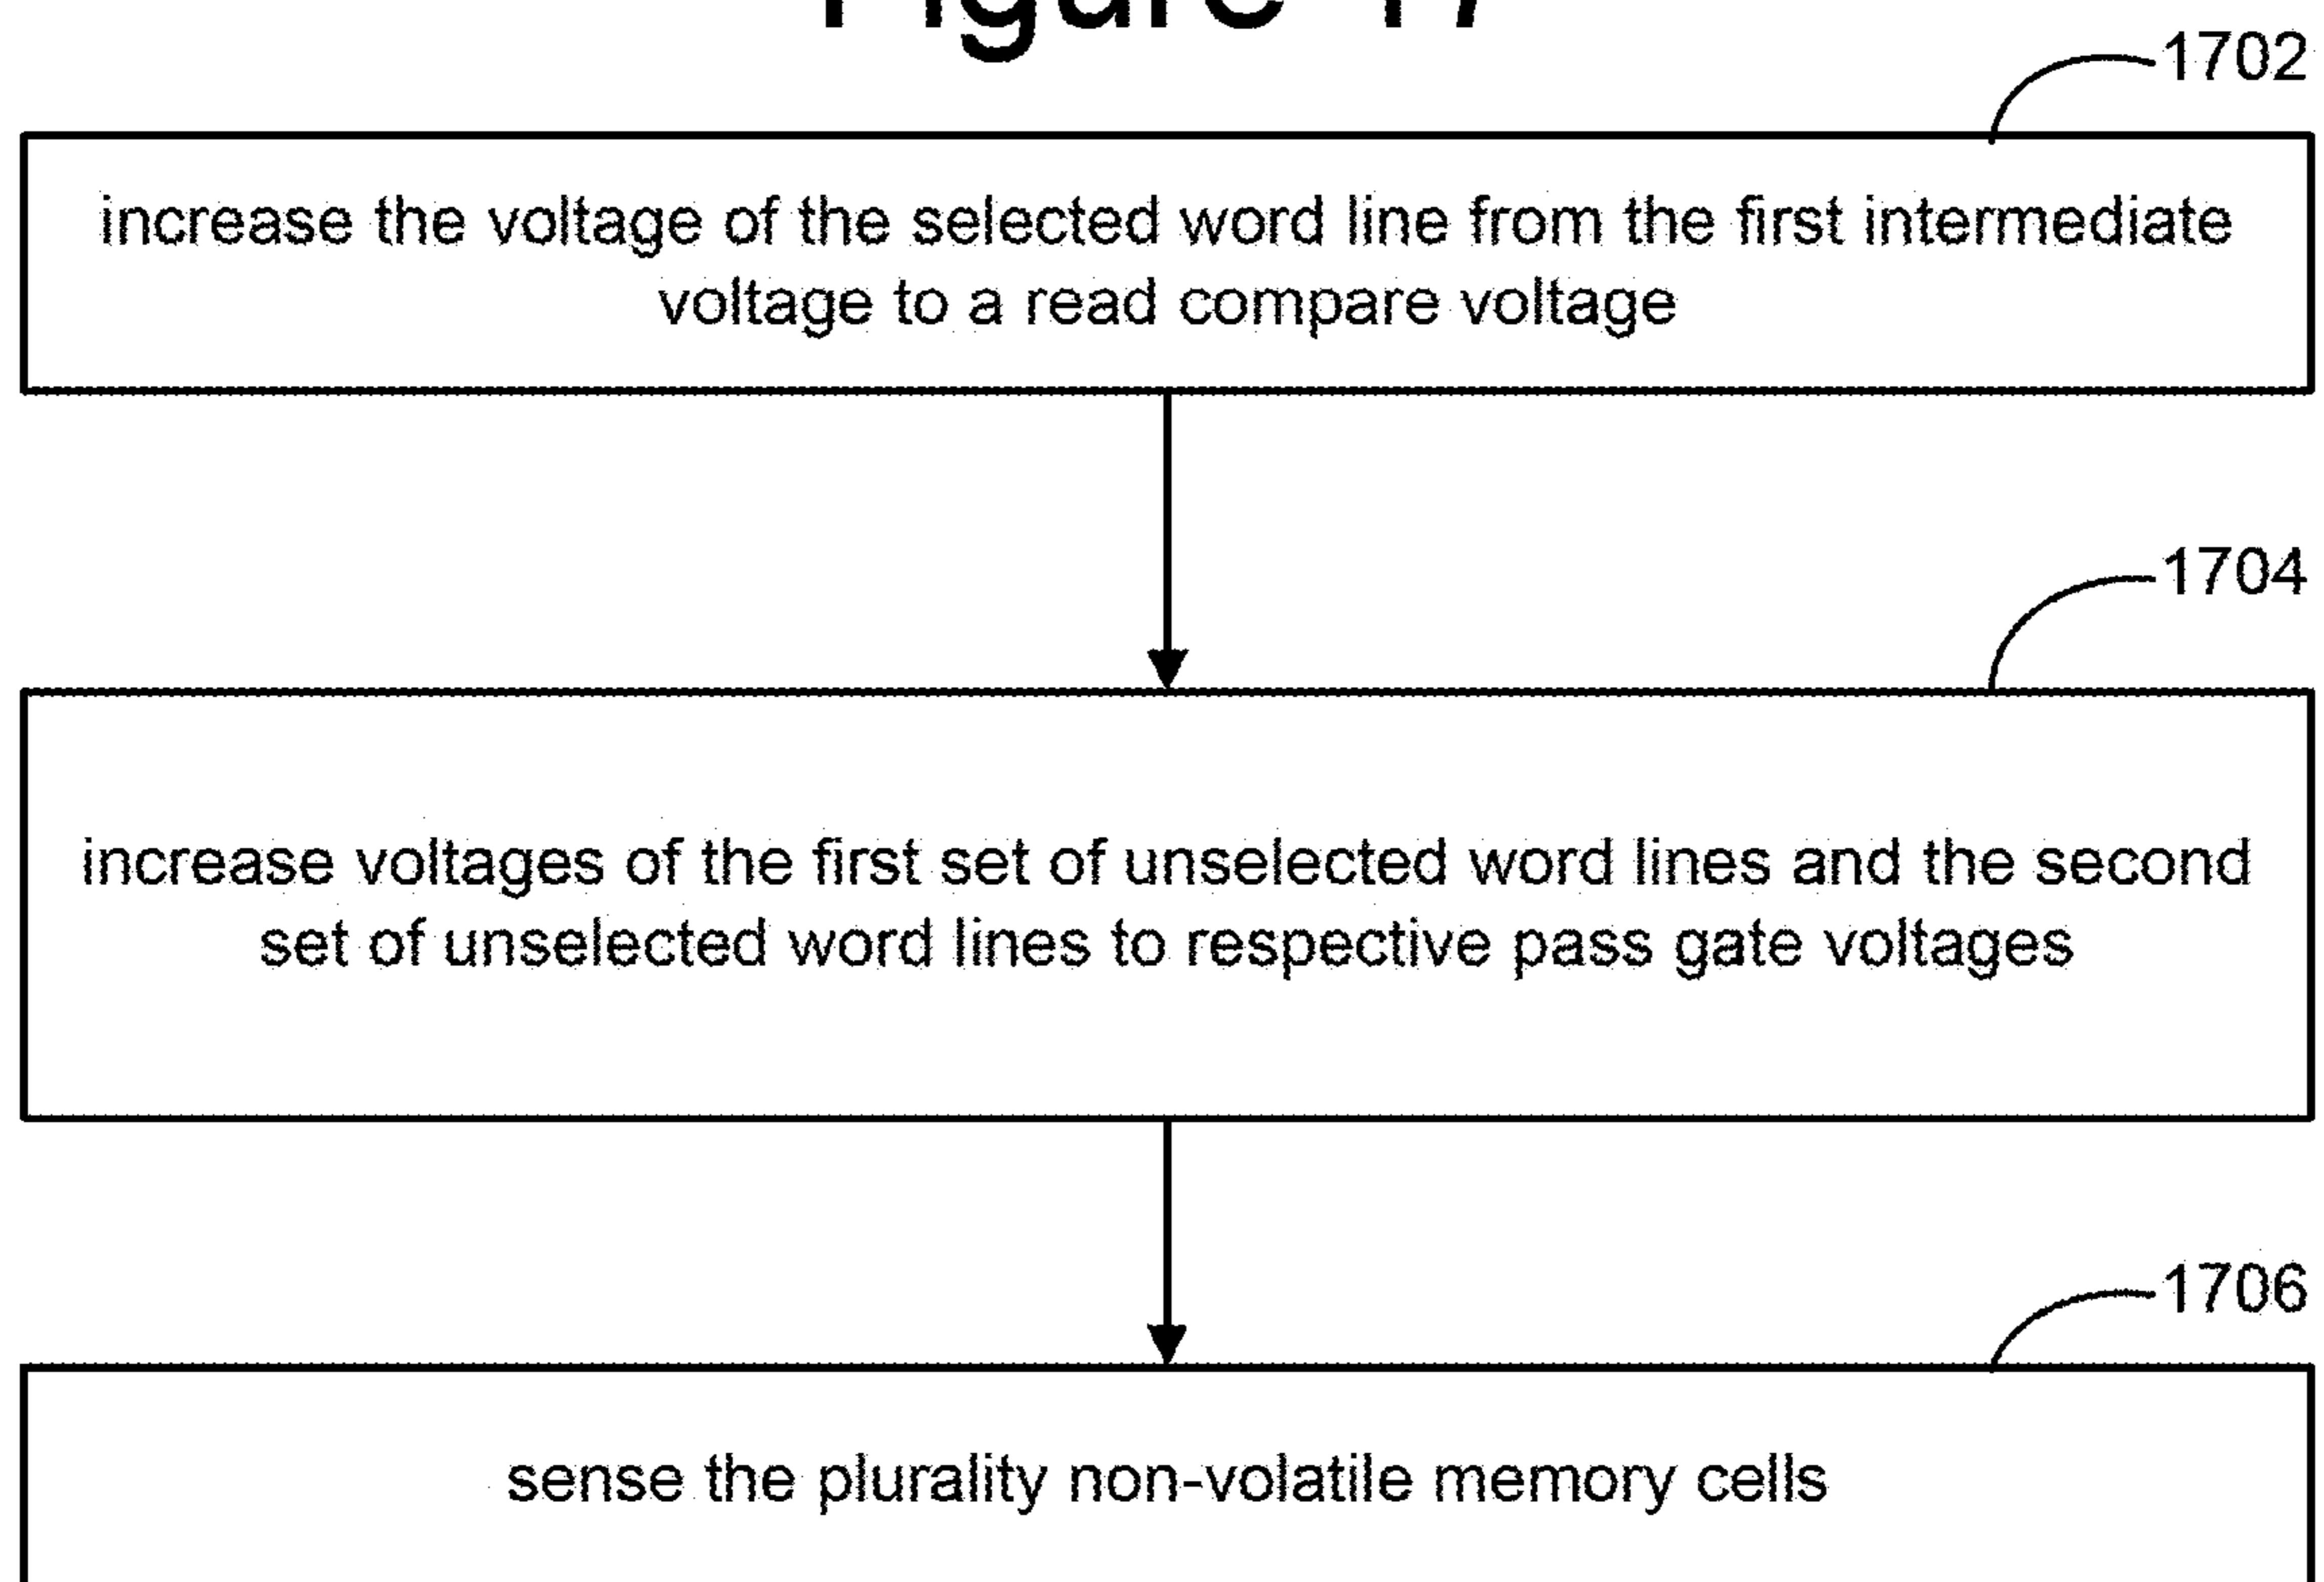 Figure 17
1702
increase the voltage of the selected word line from the first intermediate
voltage to a read compare voltage
1704
increase voltages of the first set of unselected word lines and the second
set of unselected word lines to respective pass gate voltages
1706
sense the plurality non-volatile memory cells